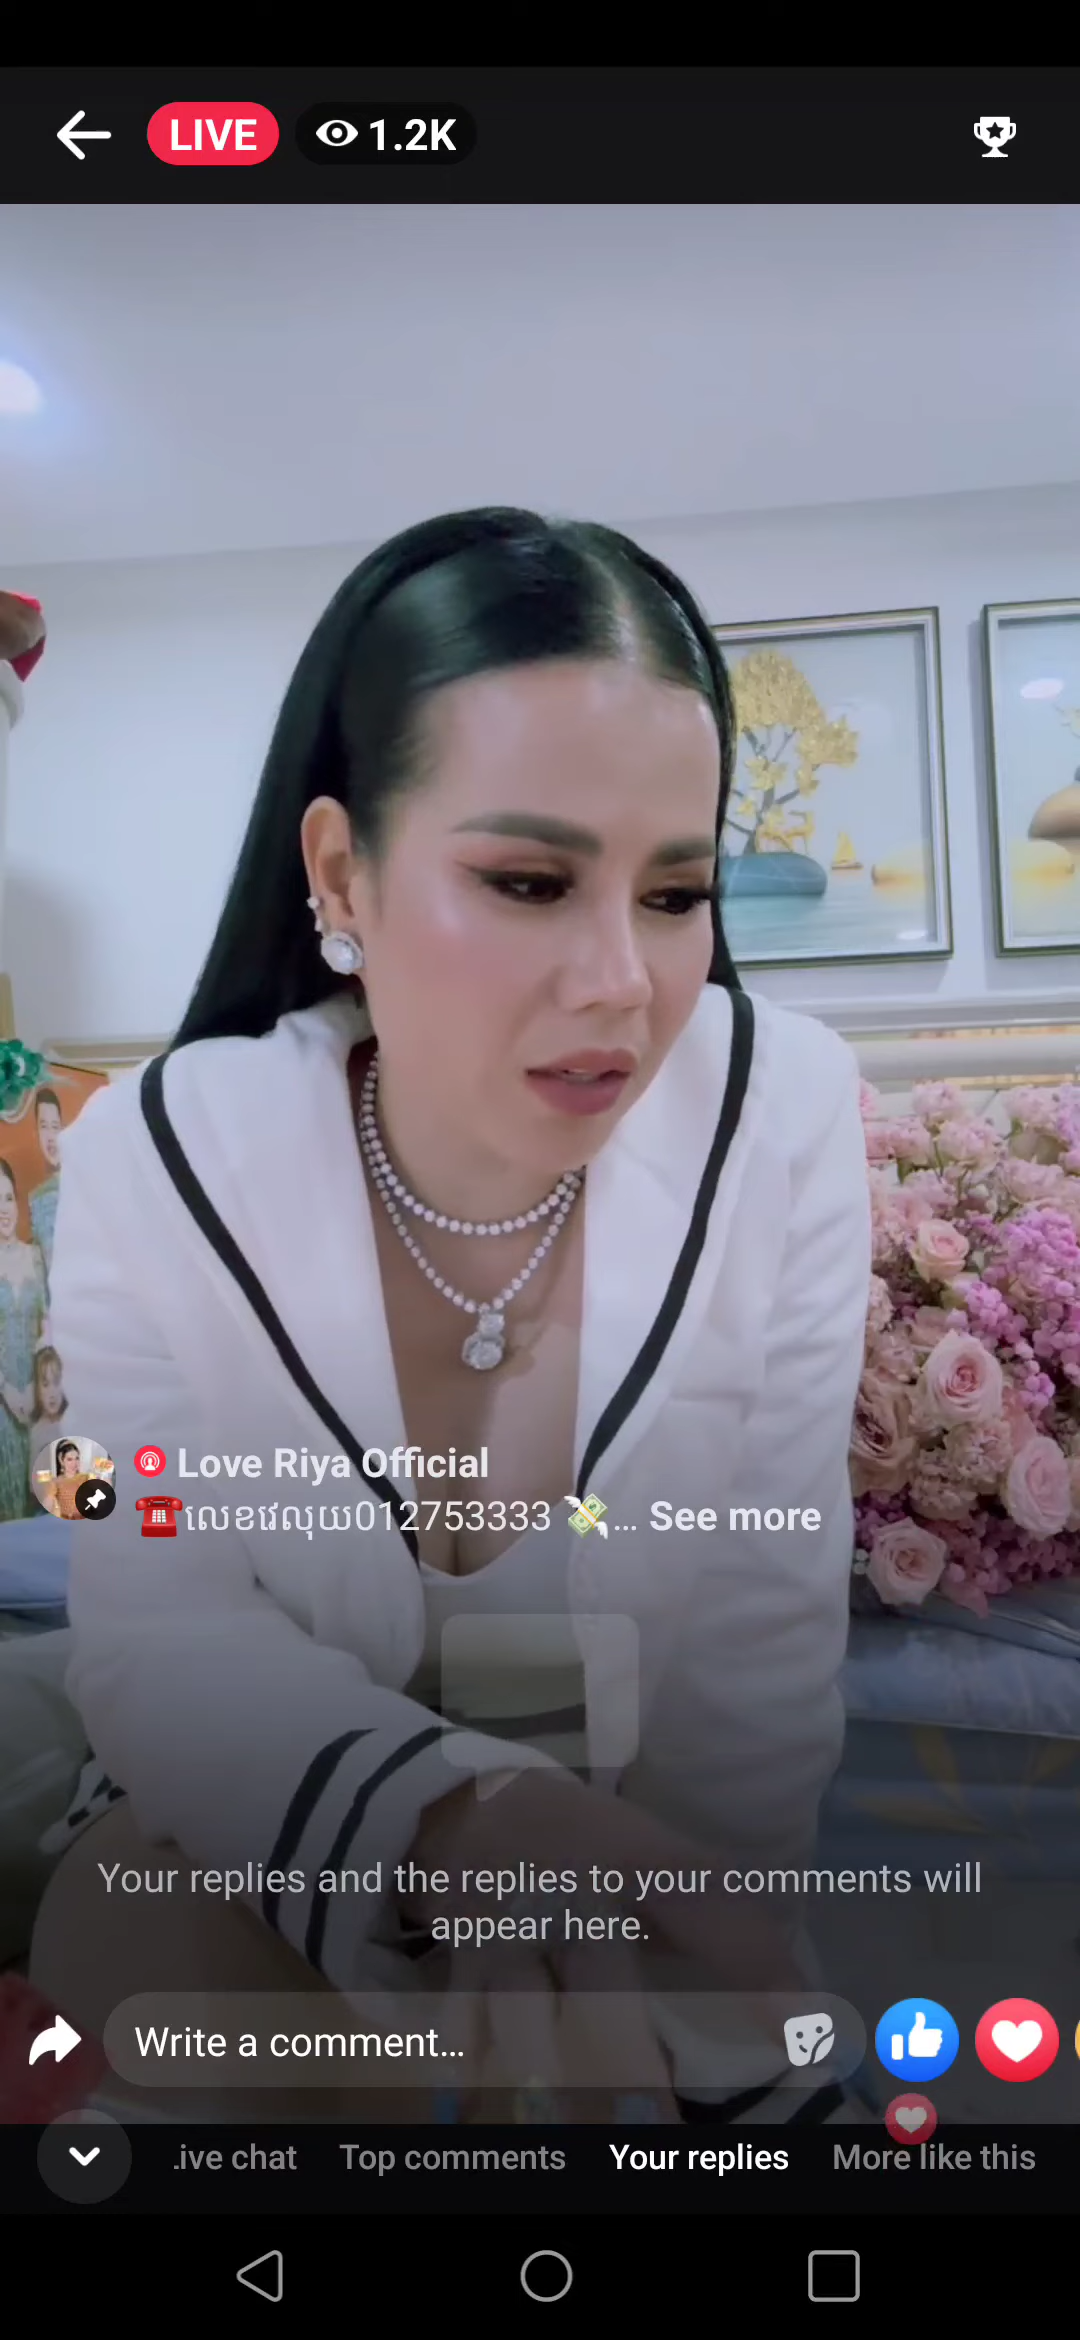 LIVE 1.2K
Love Riya Official
☎️លេខវេលុយ012753333 💸... See more
Your replies and the replies to your comments will
appear here.
Write a comment...
.ive chat Top comments Your replies More like this